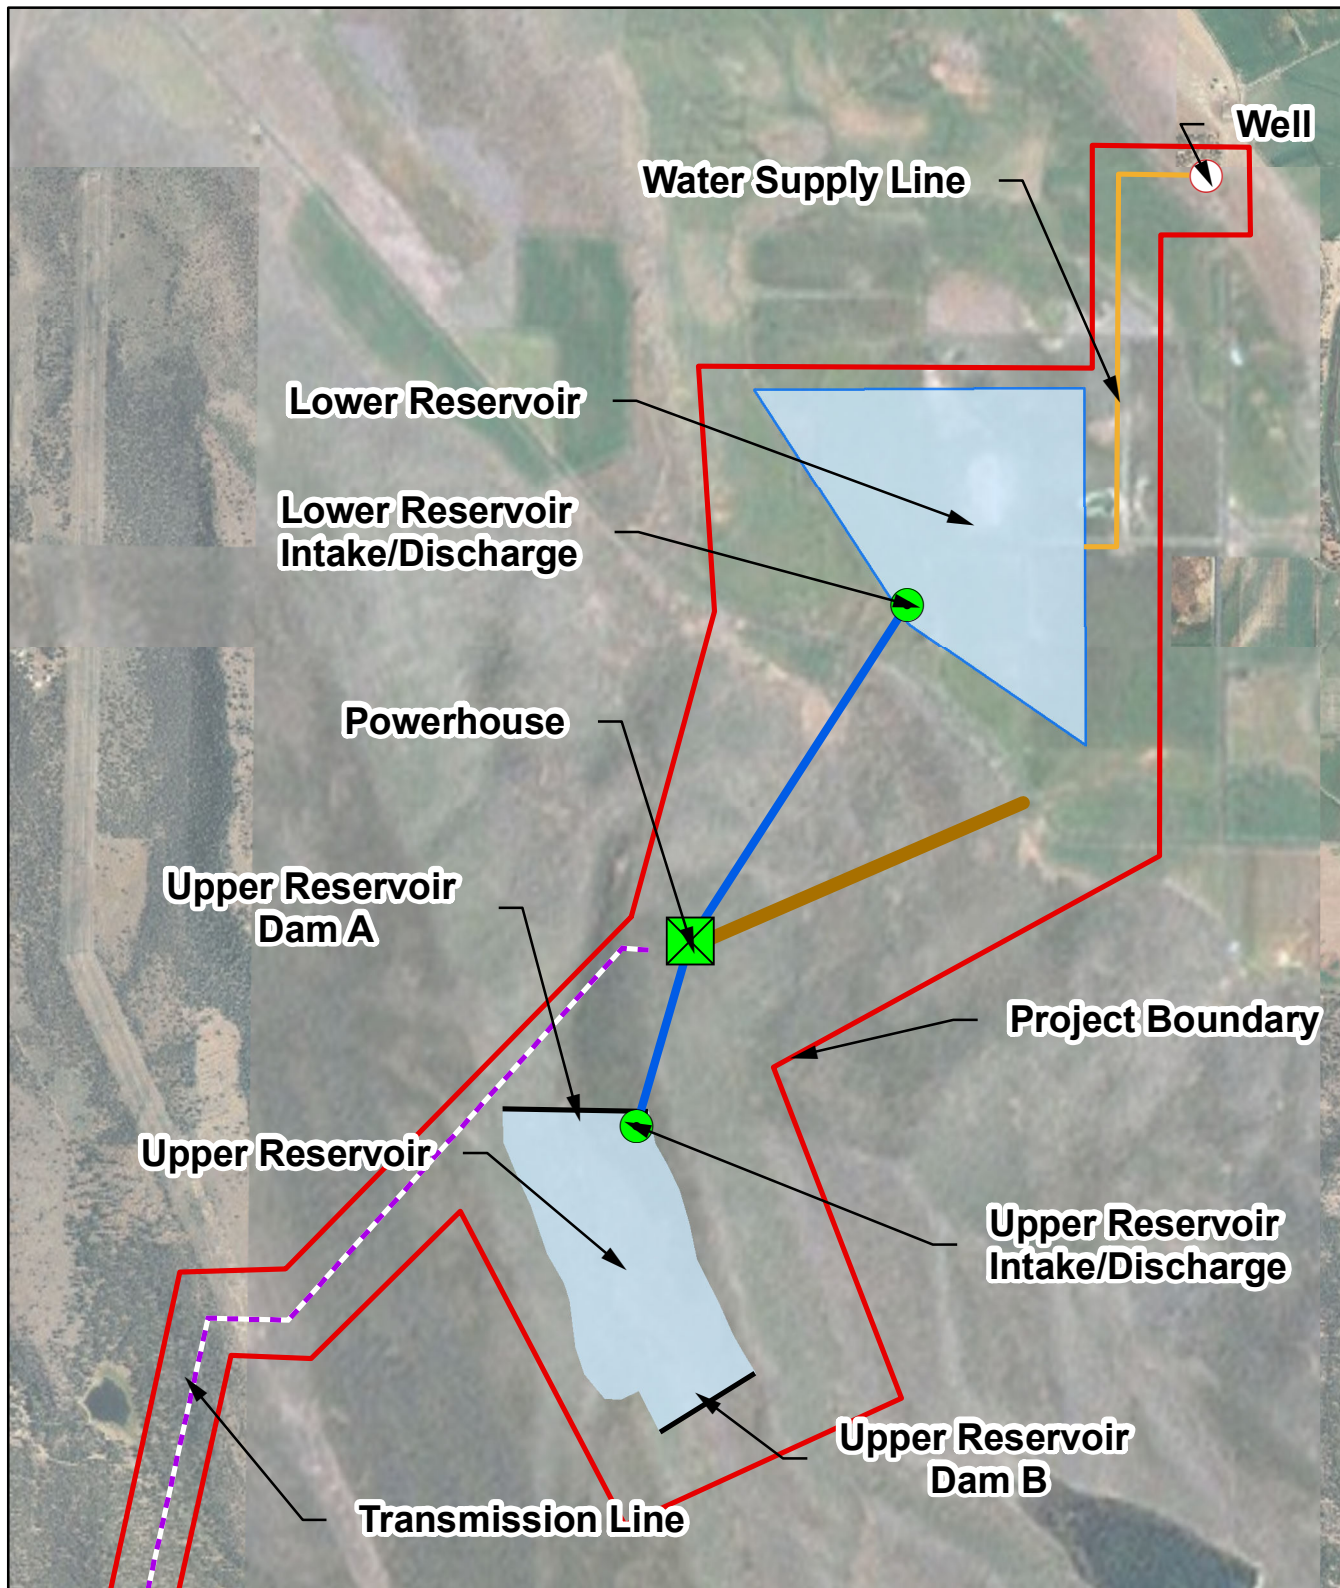 Well
Water Supply Line
Lower Reservoir
Lower Reservoir
Intake/Discharge
Powerhouse
Upper Reservoir
Dam A
Project Boundary
Upper Reservoir
Upper Reservoir
Intake/Discharge
Upper Reservoir
Dam B
Transmission Line